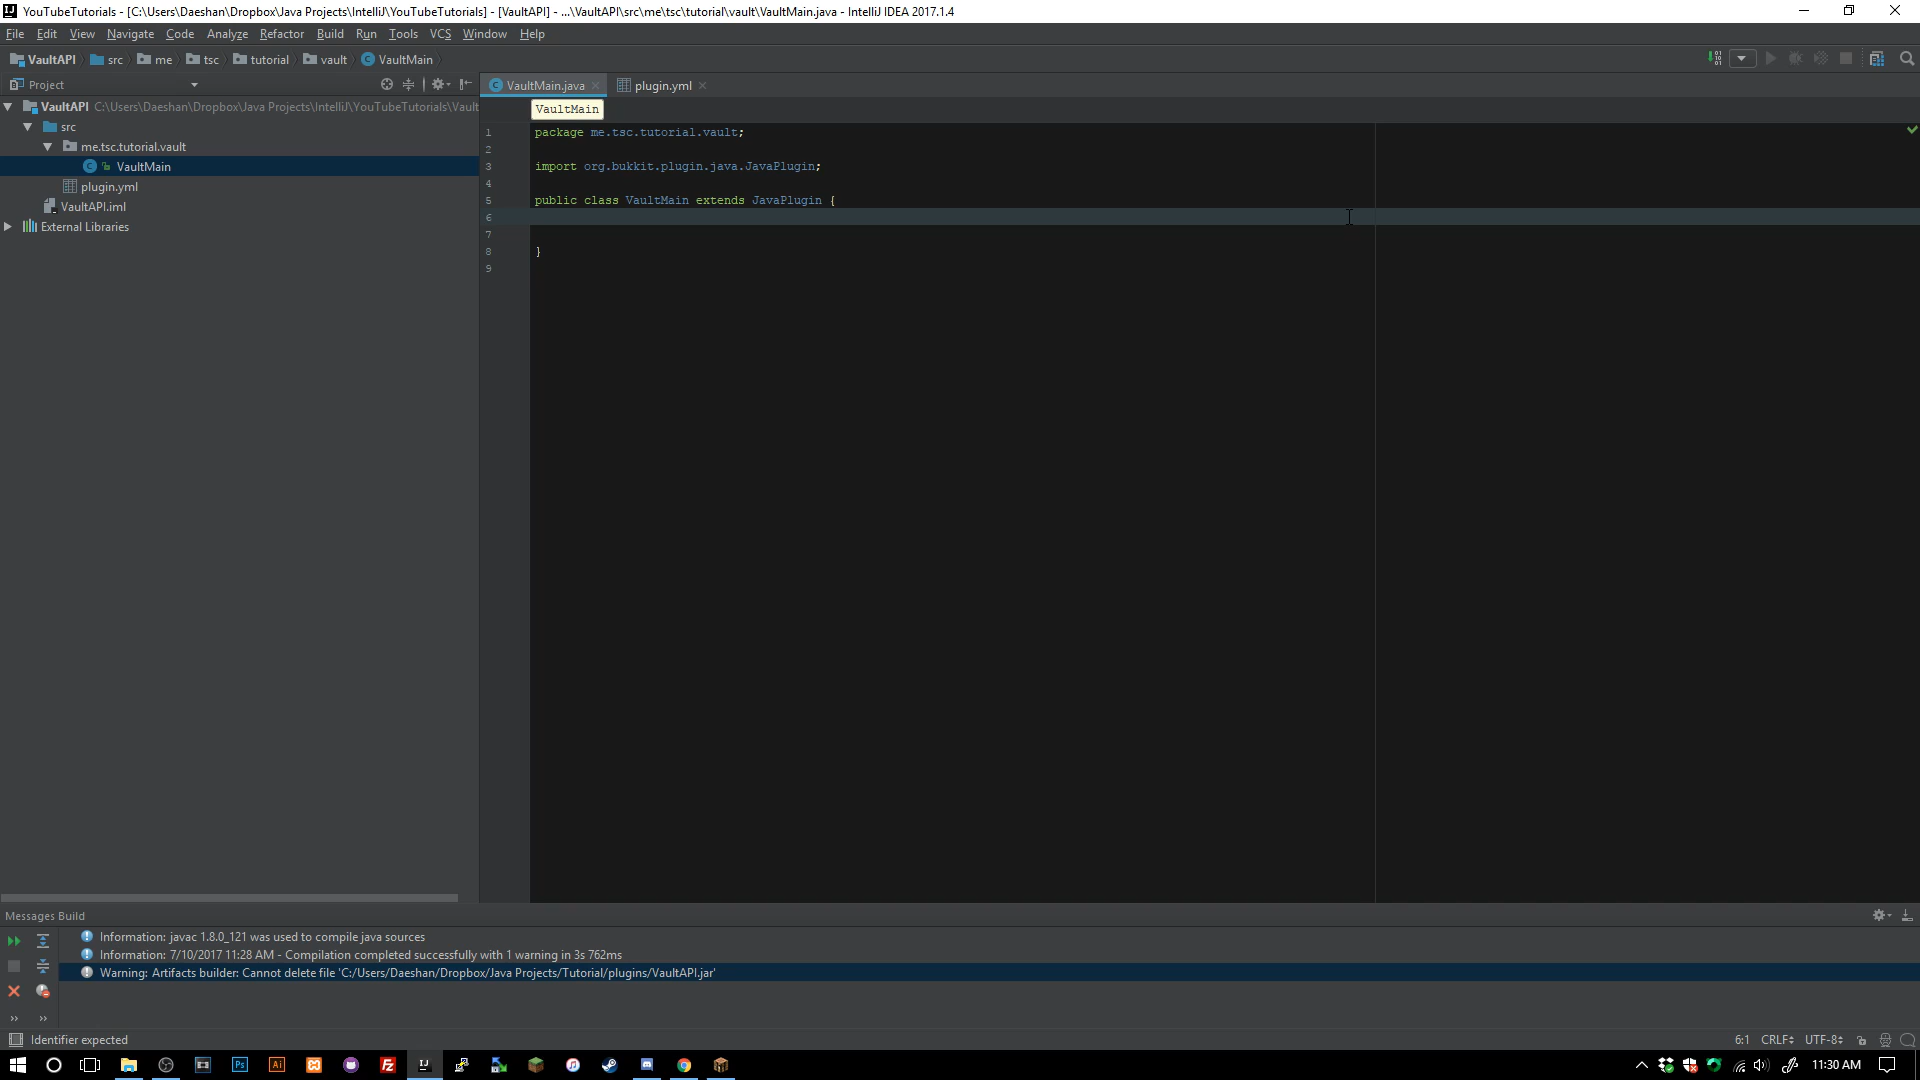 YouTubeTutorials - [C:\Users\Daeshan\Dropbox\Java Projects\IntelliJ\YouTubeTutorials] - [VaultAPI] - ...\VaultAPI\src\me\tsc\tutorial\vault\VaultMain.java - IntelliJ IDEA 2017.1.4
File Edit View Navigate Code Analyze Refactor Build Run Tools VCS Window Help
VaultAPI src me tsc tutorial vault VaultMain
Project
VaultMain.java plugin.yml
VaultAPI C:\Users\Daeshan\Dropbox\Java Projects\IntelliJ\YouTubeTutorials\Vault
src
me.tsc.tutorial.vault
VaultMain
plugin.yml
VaultAPI.iml
External Libraries
VaultMain
1 package me.tsc.tutorial.vault;
2
3 import org.bukkit.plugin.java.JavaPlugin;
4
5 public class VaultMain extends JavaPlugin {
6
7
8 }
9
Messages Build
Information: javac 1.8.0_121 was used to compile java sources
Information: 7/10/2017 11:28 AM - Compilation completed successfully with 1 warning in 3s 762ms
Warning: Artifacts builder: Cannot delete file 'C:/Users/Daeshan/Dropbox/Java Projects/Tutorial/plugins/VaultAPI.jar'
Identifier expected
6:1 CRLF UTF-8
11:30 AM